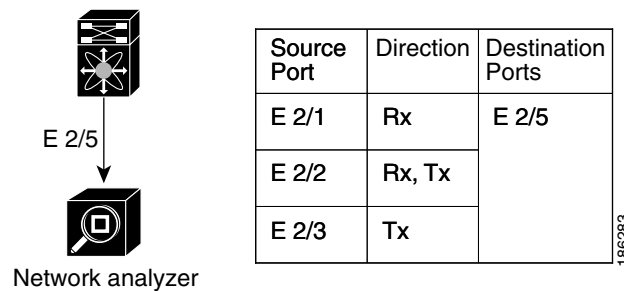 E 2/5
Network analyzer
Source Direction Destination
Port Ports
E 2/1 Rx E 2/5
E 2/2 Rx, Tx
E 2/3 Tx
186283